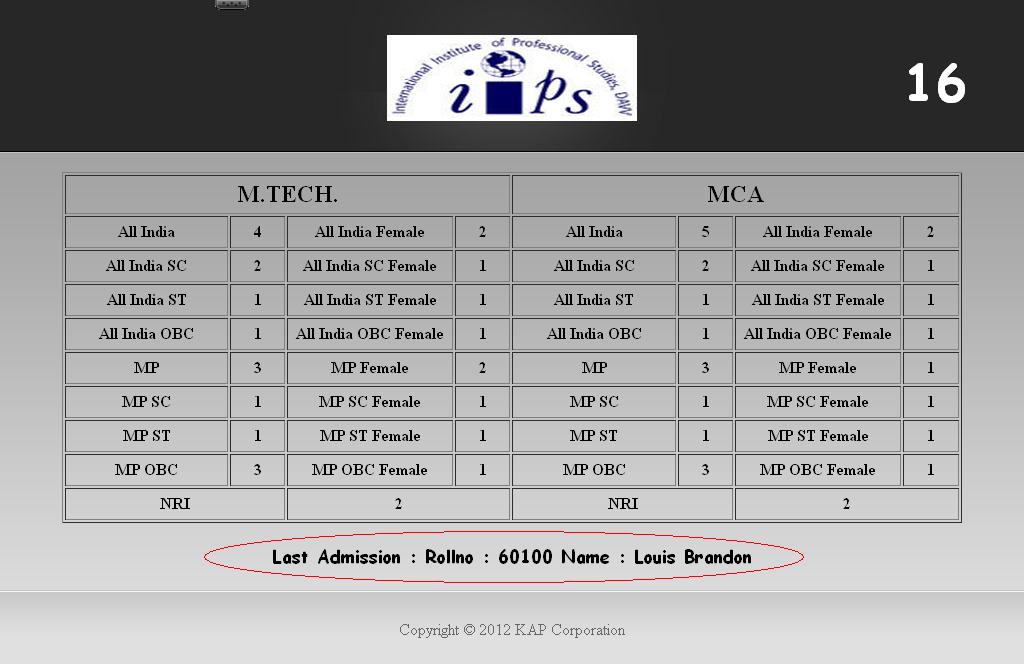 International Institute of Professional Studies, DAVV
i ps
16
M.TECH. MCA
All India 4 All India Female 2 All India 5 All India Female 2
All India SC 2 All India SC Female 1 All India SC 2 All India SC Female 1
All India ST 1 All India ST Female 1 All India ST 1 All India ST Female 1
All India OBC 1 All India OBC Female 1 All India OBC 1 All India OBC Female 1
MP 3 MP Female 2 MP 3 MP Female 1
MP SC 1 MP SC Female 1 MP SC 1 MP SC Female 1
MP ST 1 MP ST Female 1 MP ST 1 MP ST Female 1
MP OBC 3 MP OBC Female 1 MP OBC 3 MP OBC Female 1
NRI 2 NRI 2
Last Admission : Rollno : 60100 Name : Louis Brandon
Copyright © 2012 KAP Corporation